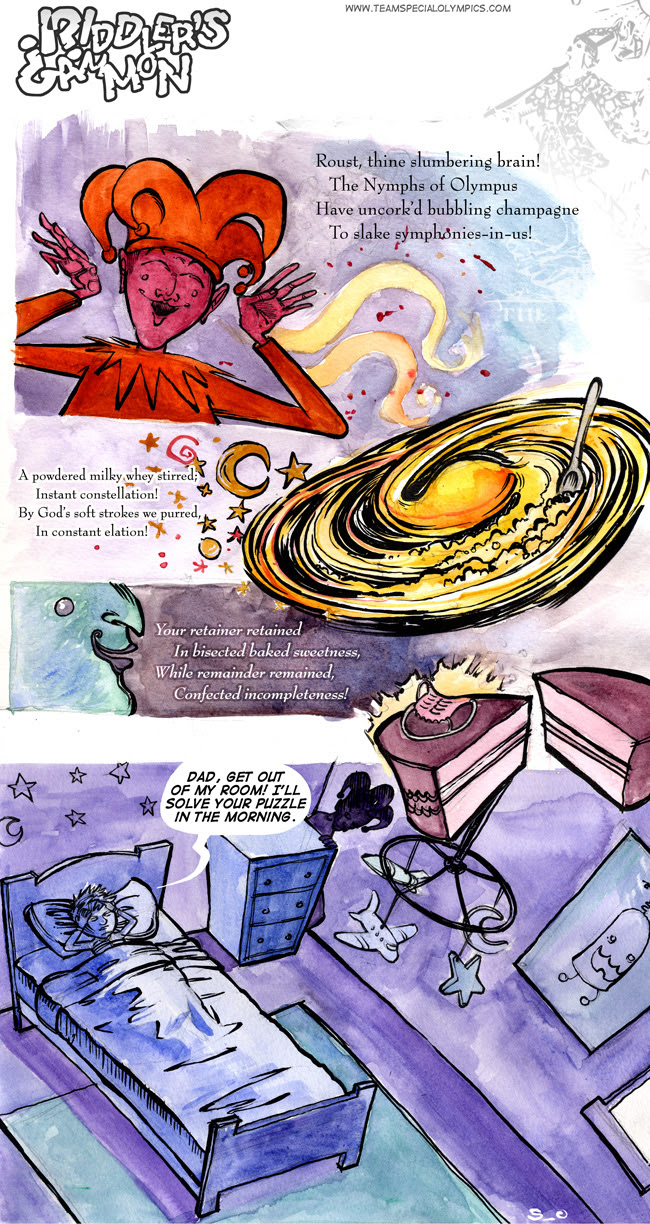 WWW.TEAMSPECIALOLYMPICS.COM
RIDDLER'S
GAMMON
Roust, thine slumbering brain!
The Nymphs of Olympus
Have uncork'd bubbling champagne
To slake symphonies-in-us!
THE
A powdered milky whey stirred;
Instant constellation!
By God's soft strokes we purred,
In constant elation!
Your retainer retained
In bisected baked sweetness,
While remainder remained,
Confected incompleteness!
DAD, GET OUT
OF MY ROOM! I'LL
SOLVE YOUR PUZZLE
IN THE MORNING.